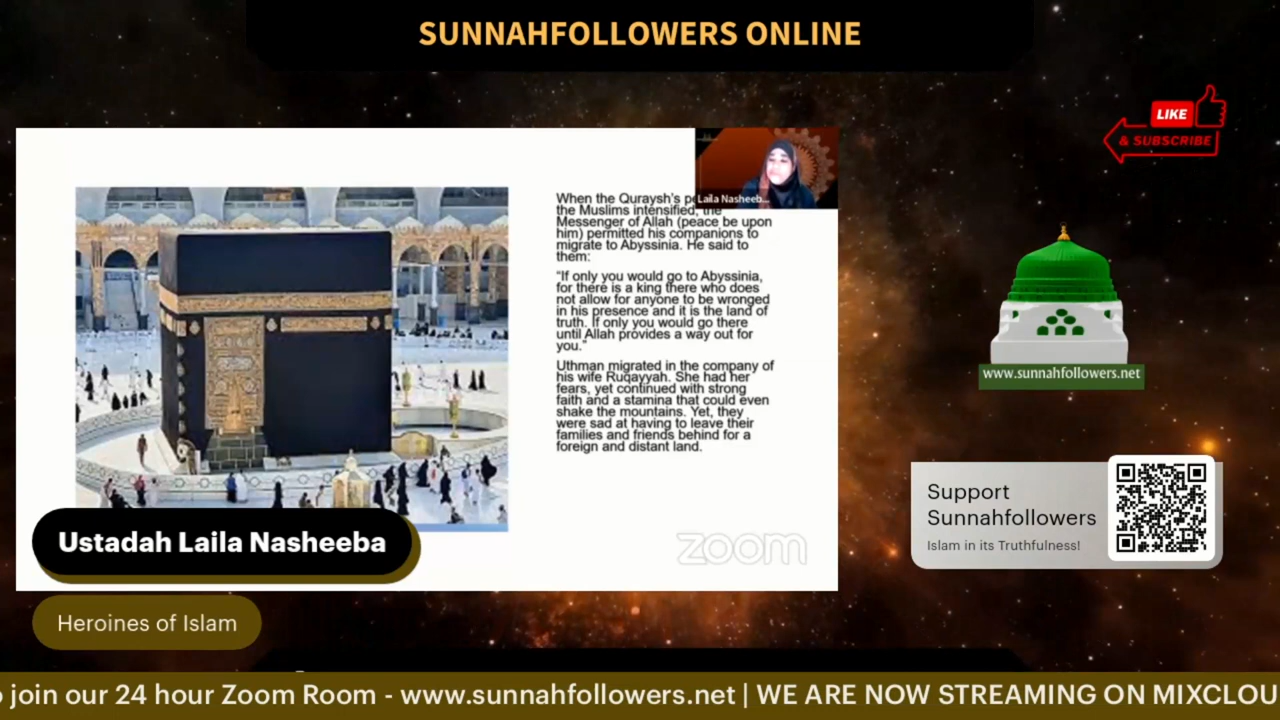 SUNNAHFOLLOWERS ONLINE
LIKE
& SUBSCRIBE
Laila Nasheeb...
When the Quraysh's
the Muslims intensified, the
Messenger of Allah (peace be upon
him) permitted his companions to
migrate to Abyssinia. He said to
them:
"If only you would go to Abyssinia,
for there is a king there who does
not allow for anyone to be wronged
in his presence and it is the land of
truth. If only you would go there
until Allah provides a way out for
you."
Uthman migrated in the company of
his wife Ruqayyah. She had her
fears, yet continued with strong
faith and a stamina that could even
shake the mountains. Yet, they
were sad at having to leave their
families and friends behind for a
foreign and distant land.
zoom
www.sunnahfollowers.net
Support
Sunnahfollowers
Islam in its Truthfulness!
Ustadah Laila Nasheeba
Heroines of Islam
join our 24 hour Zoom Room - www.sunnahfollowers.net | WE ARE NOW STREAMING ON MIXCLOU